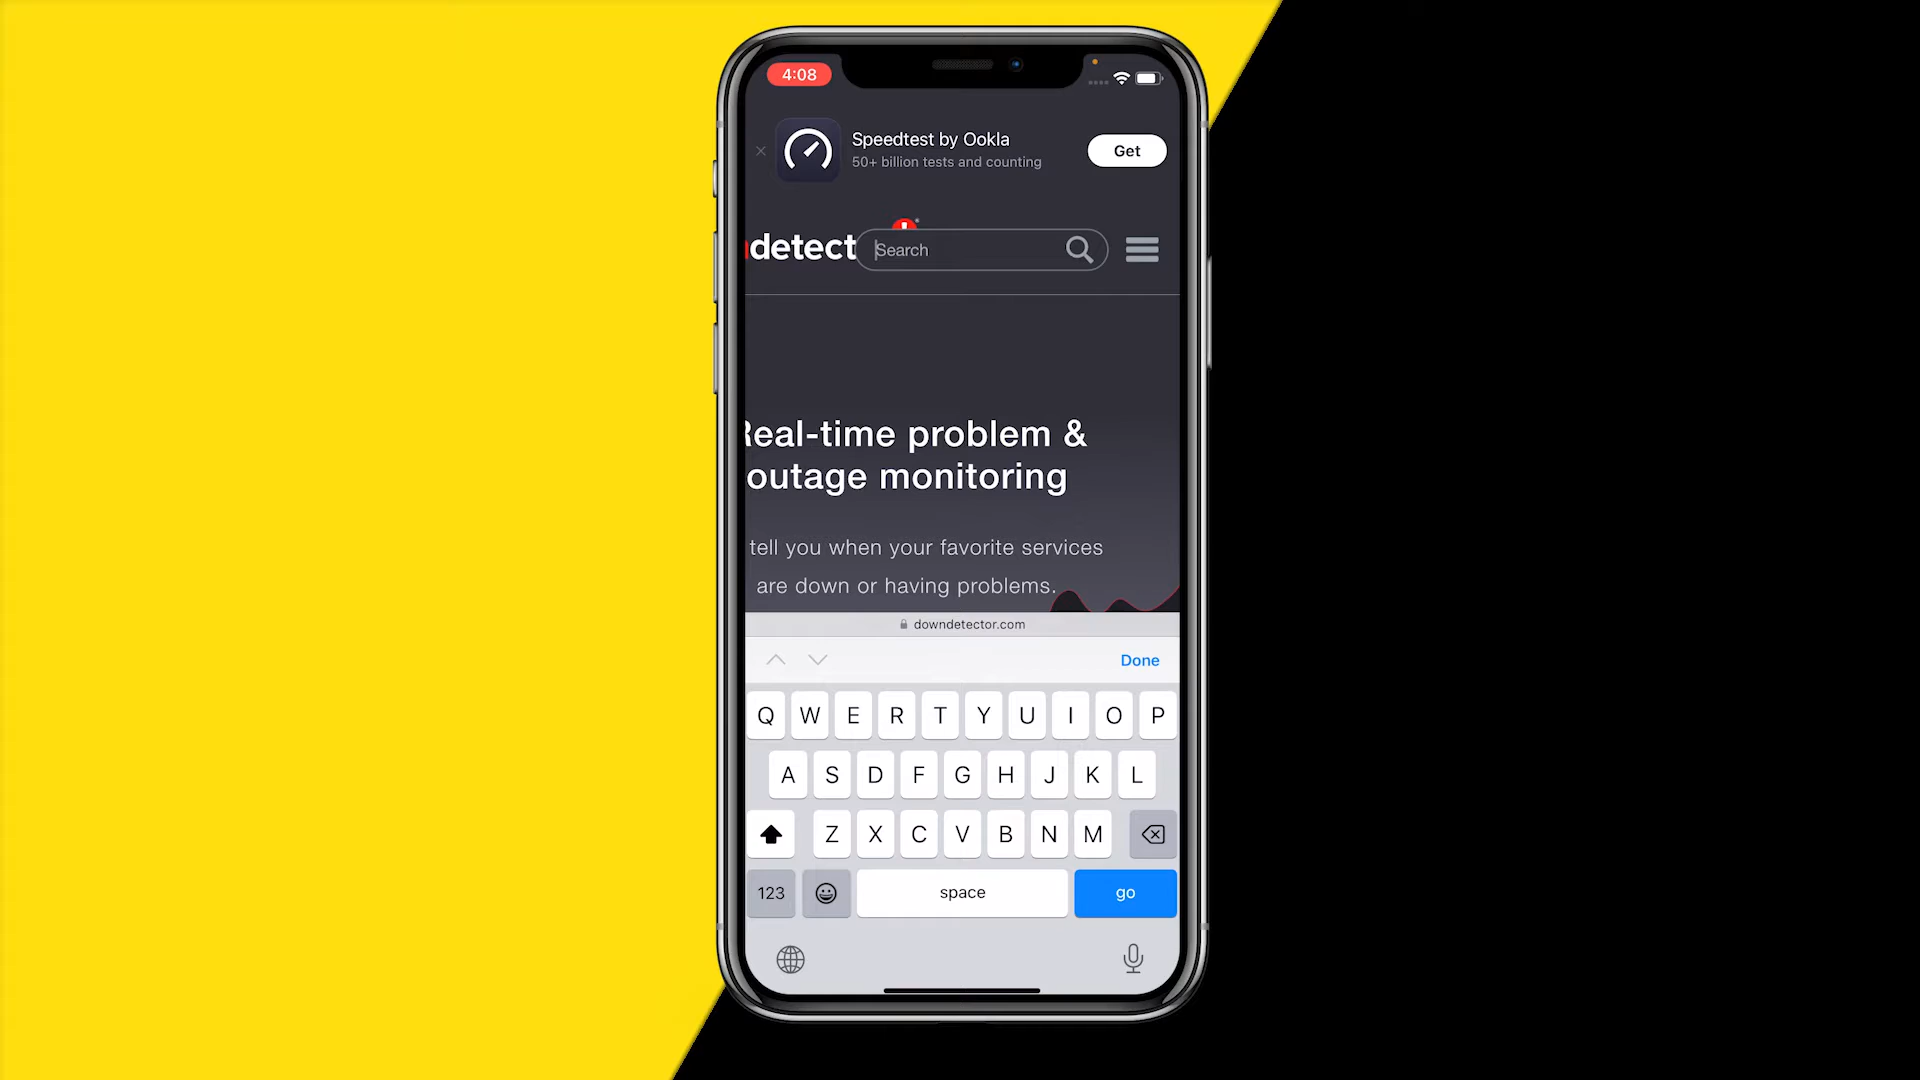 4:08
Speedtest by Ookla
50+ billion tests and counting
Get
detect
Search
Real-time problem &
outage monitoring
tell you when your favorite services
are down or having problems.
downdetector.com
Done
Q W E R T Y U I O P
A S D F G H J K L
Z X C V B N M
123
space
go